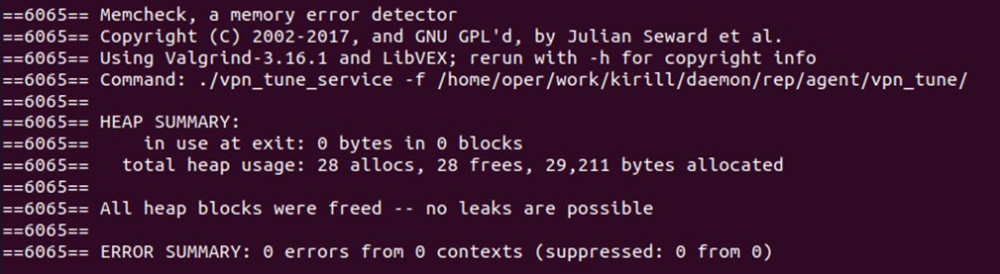 ==6065== Memcheck, a memory error detector
==6065== Copyright (C) 2002-2017, and GNU GPL'd, by Julian Seward et al.
==6065== Using Valgrind-3.16.1 and LibVEX; rerun with -h for copyright info
==6065== Command: ./vpn_tune_service -f /home/oper/work/kirill/daemon/rep/agent/vpn_tune/
==6065==
==6065== HEAP SUMMARY:
==6065==     in use at exit: 0 bytes in 0 blocks
==6065==   total heap usage: 28 allocs, 28 frees, 29,211 bytes allocated
==6065==
==6065== All heap blocks were freed -- no leaks are possible
==6065==
==6065== ERROR SUMMARY: 0 errors from 0 contexts (suppressed: 0 from 0)